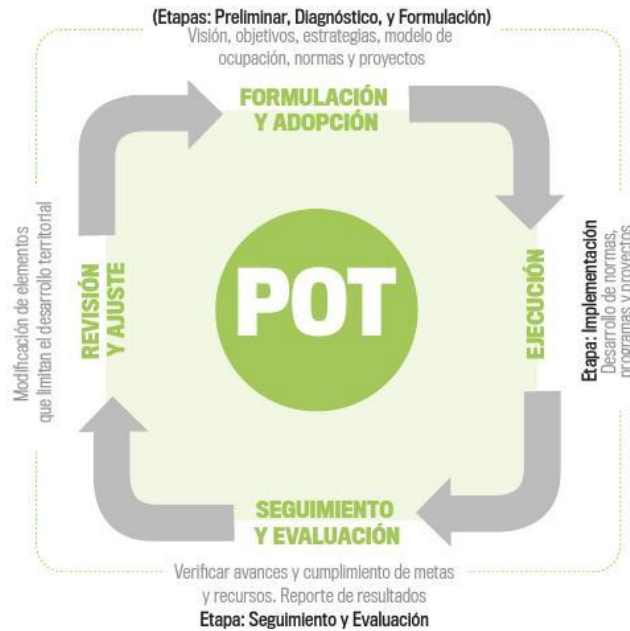 (Etapas: Preliminar, Diagnóstico, y Formulación)
Visión, objetivos, estrategias, modelo de
ocupación, normas y proyectos
FORMULACIÓN
Y ADOPCIÓN
EJECUCIÓN
Etapa: Implementación
Desarrollo de normas,
programas y proyectos
SEGUIMIENTO
Y EVALUACIÓN
Verificar avances y cumplimiento de metas
y recursos. Reporte de resultados
Etapa: Seguimiento y Evaluación
REVISIÓN
Y AJUSTE
Modificación de elementos
que limitan el desarrollo territorial
POT